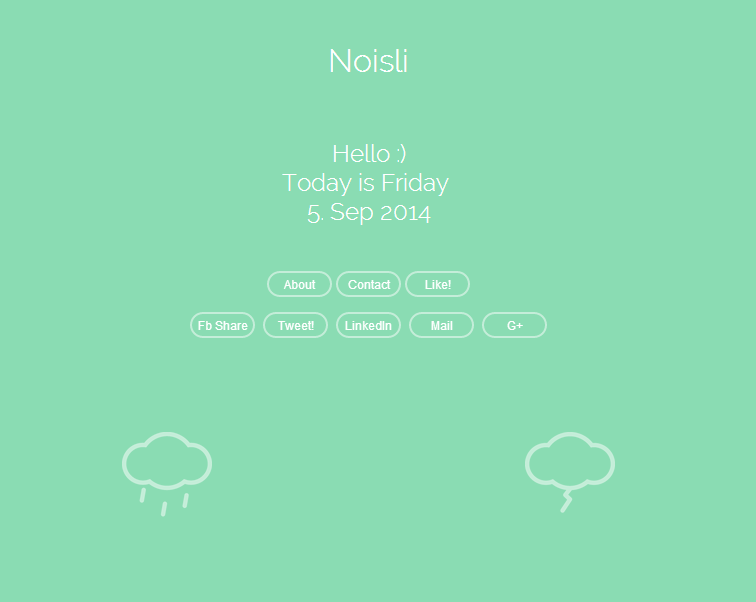 Noisli
Hello :)
Today is Friday
5. Sep 2014
About Contact Like!
Fb Share Tweet! LinkedIn Mail G+